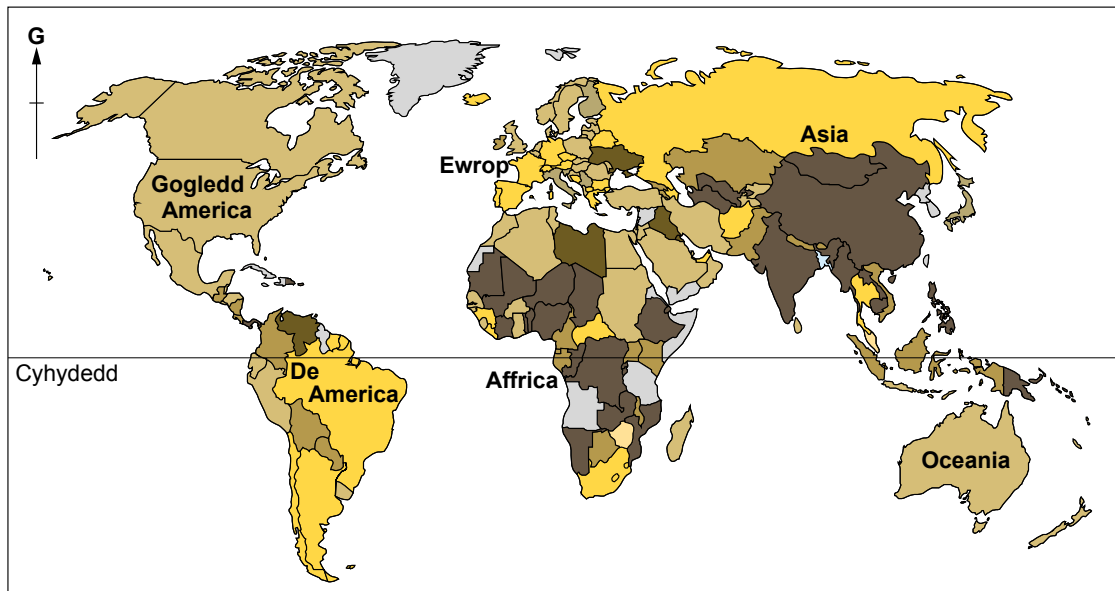 G
Asia
Ewrop
Gogledd
America
Cyhydedd
De
America
Affrica
Oceania